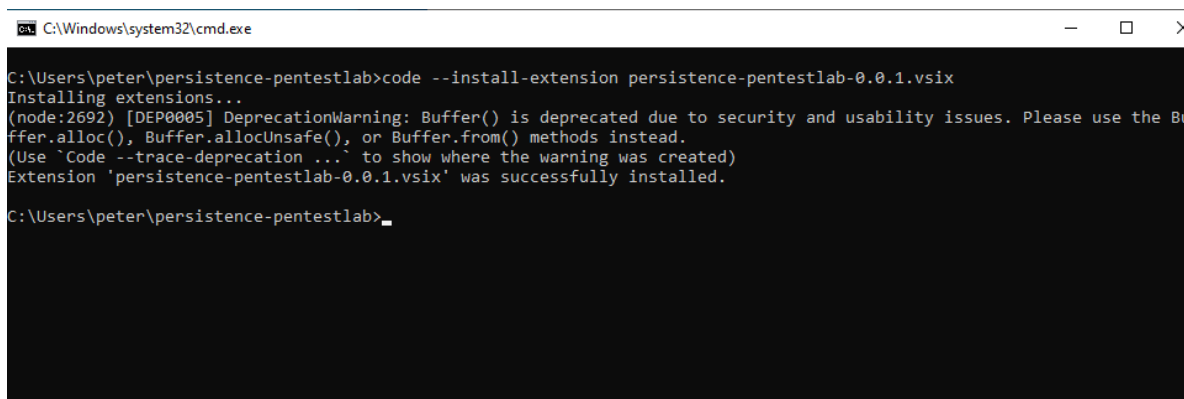 C:\Windows\system32\cmd.exe
C:\Users\peter\persistence-pentestlab>code --install-extension persistence-pentestlab-0.0.1.vsix
Installing extensions...
(node:2692) [DEP0005] DeprecationWarning: Buffer() is deprecated due to security and usability issues. Please use the Bu
ffer.alloc(), Buffer.allocUnsafe(), or Buffer.from() methods instead.
(Use `Code --trace-deprecation ...` to show where the warning was created)
Extension 'persistence-pentestlab-0.0.1.vsix' was successfully installed.
C:\Users\peter\persistence-pentestlab>